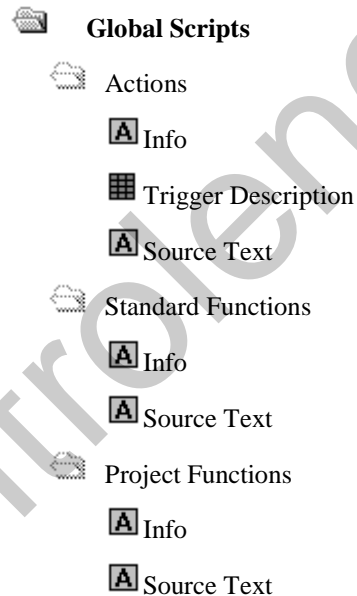 Global Scripts
Actions
A Info
Trigger Description
A Source Text
Standard Functions
A Info
A Source Text
Project Functions
A Info
A Source Text